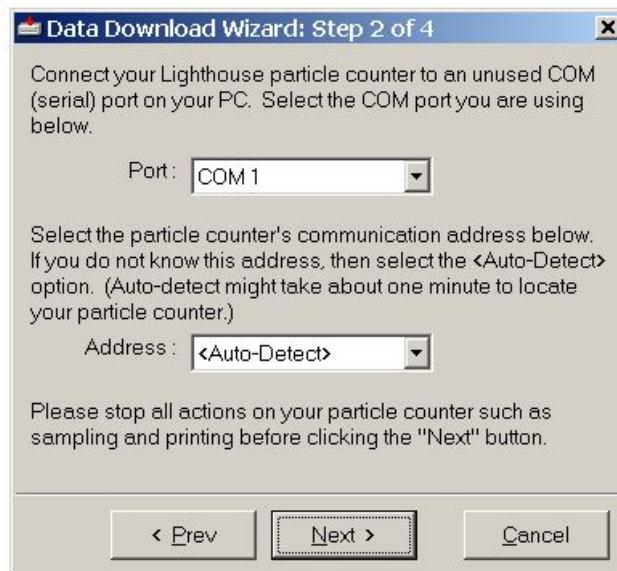 Data Download Wizard: Step 2 of 4
Connect your Lighthouse particle counter to an unused COM
(serial) port on your PC. Select the COM port you are using
below.
Port: COM 1
Select the particle counter's communication address below.
If you do not know this address, then select the <Auto-Detect>
option. (Auto-detect might take about one minute to locate
your particle counter.)
Address: <Auto-Detect>
Please stop all actions on your particle counter such as
sampling and printing before clicking the "Next" button.
< Prev Next > Cancel